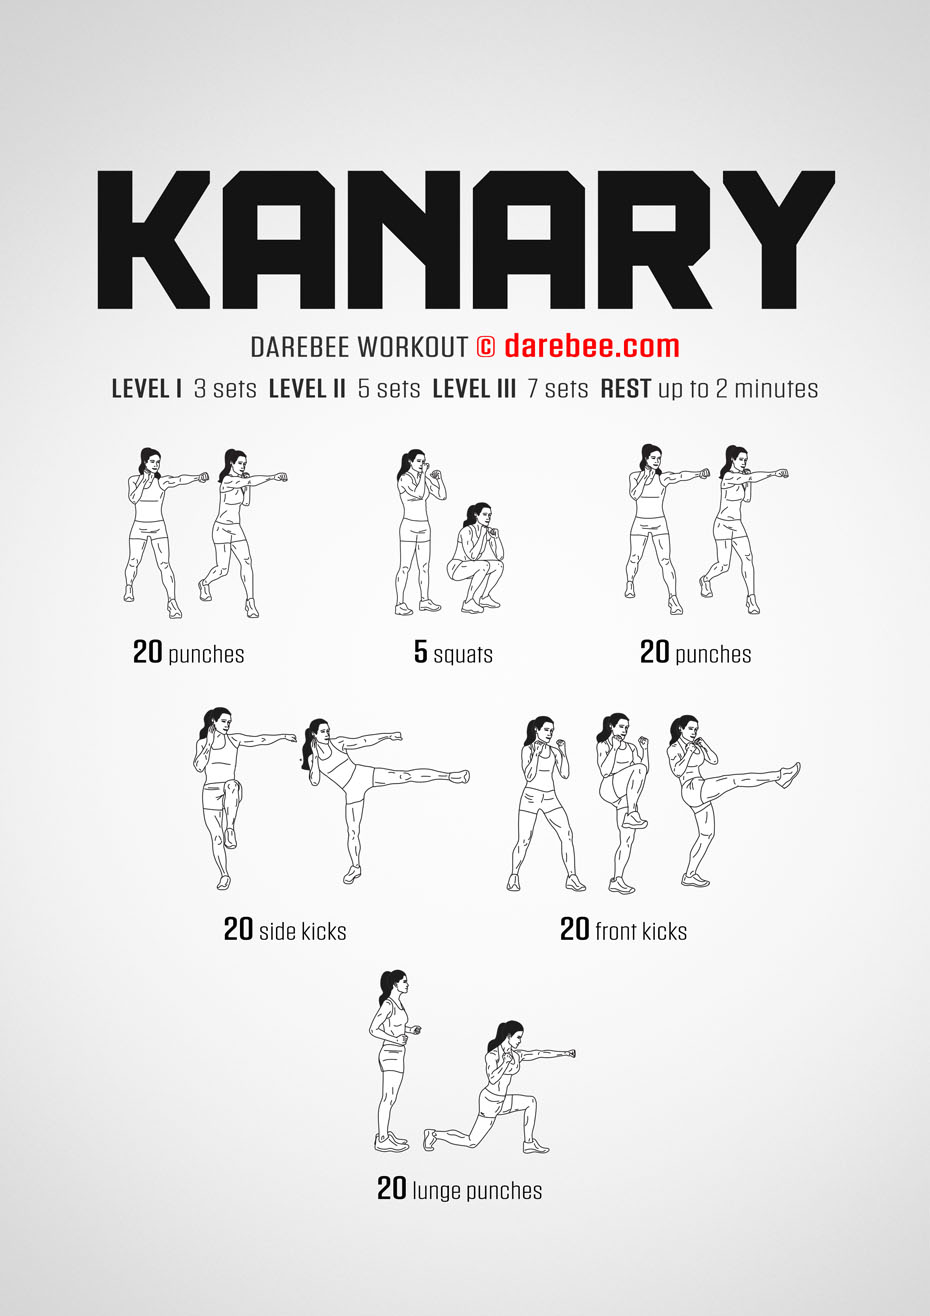 KANARY
DAREBEE WORKOUT © darebee.com
LEVEL I 3 sets LEVEL II 5 sets LEVEL III 7 sets REST up to 2 minutes
20 punches
5 squats
20 punches
20 side kicks
20 front kicks
20 lunge punches